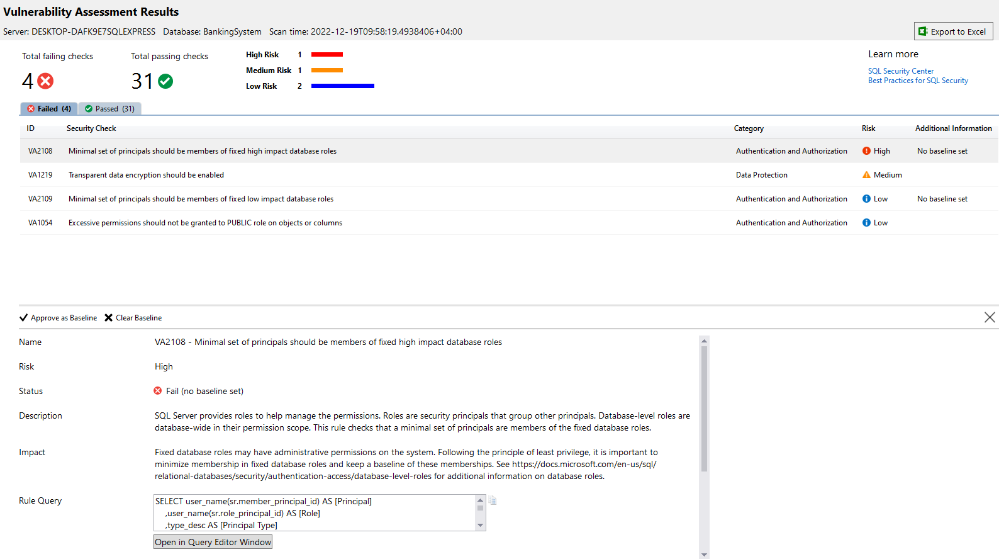 Vulnerability Assessment Results
Server: DESKTOP-DAFK9E7SQLEXPRESS Database: BankingSystem Scan time: 2022-12-19T09:58:19.4938406+04:00
Export to Excel
Total failing checks
4
Total passing checks
31
High Risk 1
Medium Risk 1
Low Risk 2
Learn more
SQL Security Center
Best Practices for SQL Security
Failed (4) Passed (31)
ID Security Check Category Risk Additional Information
VA2108 Minimal set of principals should be members of fixed high impact database roles Authentication and Authorization High No baseline set
VA1219 Transparent data encryption should be enabled Data Protection Medium
VA2109 Minimal set of principals should be members of fixed low impact database roles Authentication and Authorization Low No baseline set
VA1054 Excessive permissions should not be granted to PUBLIC role on objects or columns Authentication and Authorization Low
Approve as Baseline Clear Baseline
Name VA2108 - Minimal set of principals should be members of fixed high impact database roles
Risk High
Status Fail (no baseline set)
Description SQL Server provides roles to help manage the permissions. Roles are security principals that group other principals. Database-level roles are
database-wide in their permission scope. This rule checks that a minimal set of principals are members of the fixed database roles.
Impact Fixed database roles may have administrative permissions on the system. Following the principle of least privilege, it is important to
minimize membership in fixed database roles and keep a baseline of these memberships. See https://docs.microsoft.com/en-us/sql/
relational-databases/security/authentication-access/database-level-roles for additional information on database roles.
Rule Query SELECT user_name(sr.member_principal_id) AS [Principal]
,user_name(sr.role_principal_id) AS [Role]
,type_desc AS [Principal Type]
Open in Query Editor Window